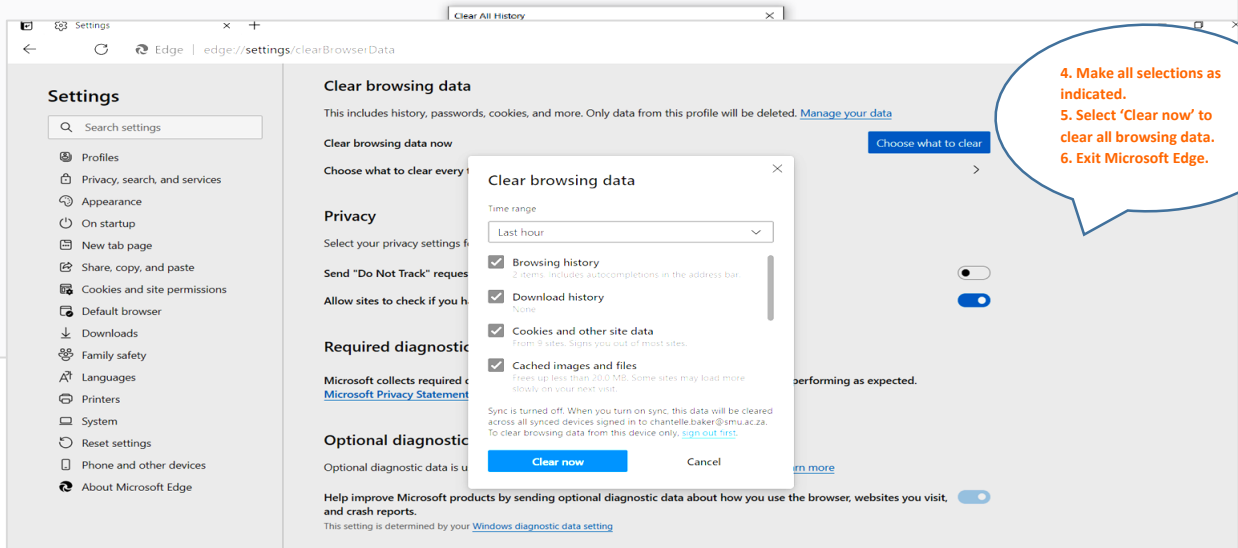 Clear All History
Settings
Edge | edge://settings/clearBrowserData
4. Make all selections as
indicated.
5. Select ‘Clear now’ to
clear all browsing data.
6. Exit Microsoft Edge.
Settings
Search settings
Profiles
Privacy, search, and services
Appearance
On startup
New tab page
Share, copy, and paste
Cookies and site permissions
Default browser
Downloads
Family safety
Languages
Printers
System
Reset settings
Phone and other devices
About Microsoft Edge
Clear browsing data
This includes history, passwords, cookies, and more. Only data from this profile will be deleted. Manage your data
Clear browsing data now
Choose what to clear
Choose what to clear every
Privacy
Select your privacy settings
Send "Do Not Track"
Allow sites to check if you
Required diagnostic
Microsoft collects required
performing as expected.
Microsoft Privacy Statement
Optional diagnostic
Optional diagnostic data is
more
Help improve Microsoft products by sending optional diagnostic data about how you use the browser, websites you visit,
and crash reports.
This setting is determined by your Windows diagnostic data setting
Clear browsing data
Time range
Last hour
Browsing history
2 items. Includes autocompletions in the address bar.
Download history
None
Cookies and other site data
From 9 sites. Signs you out of most sites.
Cached images and files
Frees up less than 20.0 MB. Some sites may load more
slowly on your next visit.
Sync is turned off. When you turn on sync, this data will be cleared
across all synced devices signed in to chantelle.baker@smu.ac.za.
To clear browsing data from this device only, sign out first.
Clear now
Cancel